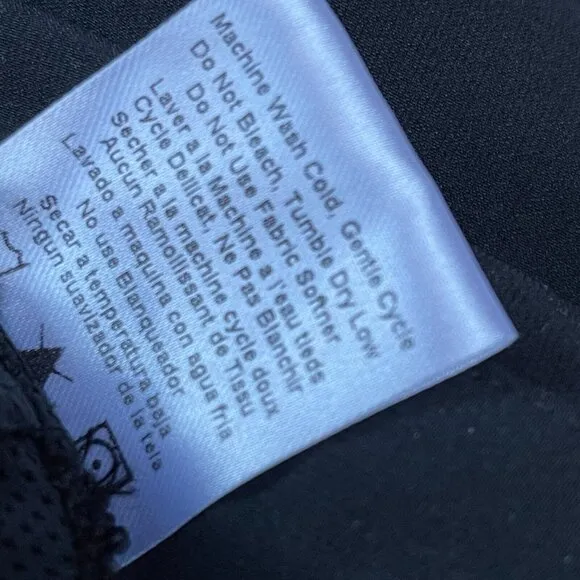 Machine Wash Cold, Gentle Cycle
Do Not Bleach, Tumble Dry Low
Do Not Use Fabric Softner
Laver a la Machine a l'eau tieds
Cycle Dellicat, Ne Pas Blanchir
Secher a la machine cycle doux
Aucun Ramollissant de Tissu
Lavado a maquina con agua fria
No use Blanqueador
Secar a temperatura baja
Ningun suavizador de la tela